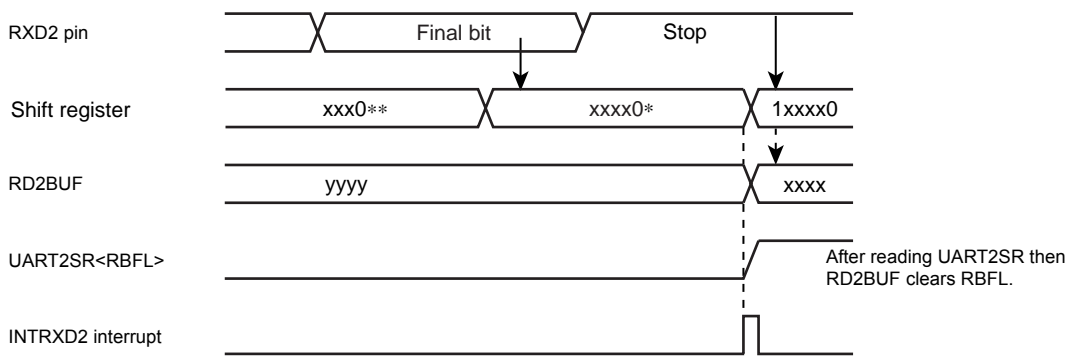 RXD2 pin Final bit Stop
Shift register xxx0** xxxx0* 1xxxx0
RD2BUF yyyy xxxx
UART2SR<RBFL> After reading UART2SR then
RD2BUF clears RBFL.
INTRXD2 interrupt